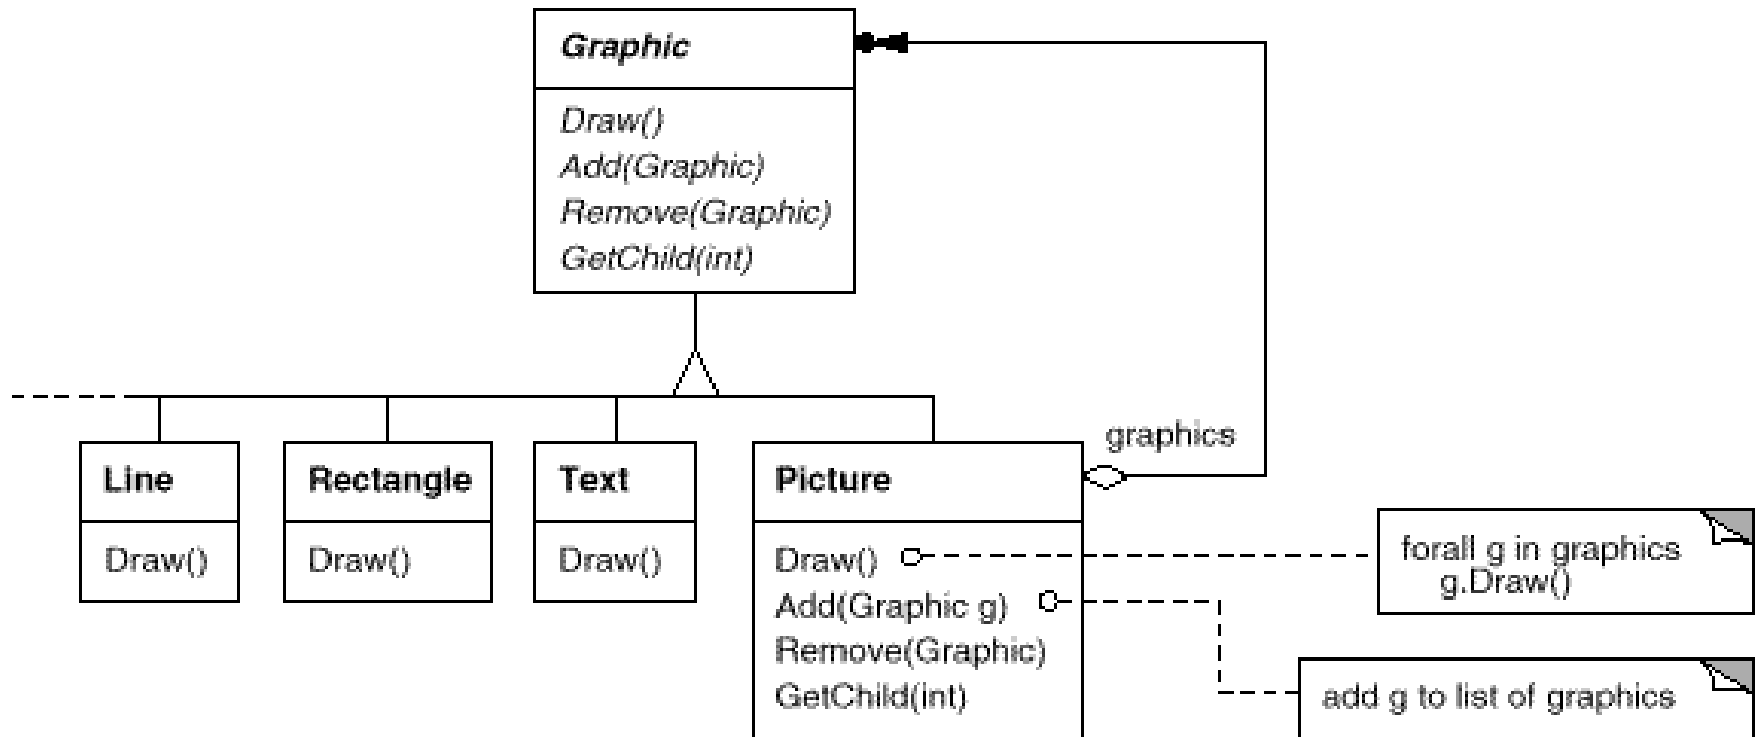 Graphic
Draw()
Add(Graphic)
Remove(Graphic)
GetChild(int)
graphics
Line
Draw()
Rectangle
Draw()
Text
Draw()
Picture
Draw()
Add(Graphic g)
Remove(Graphic)
GetChild(int)
forall g in graphics
g.Draw()
add g to list of graphics